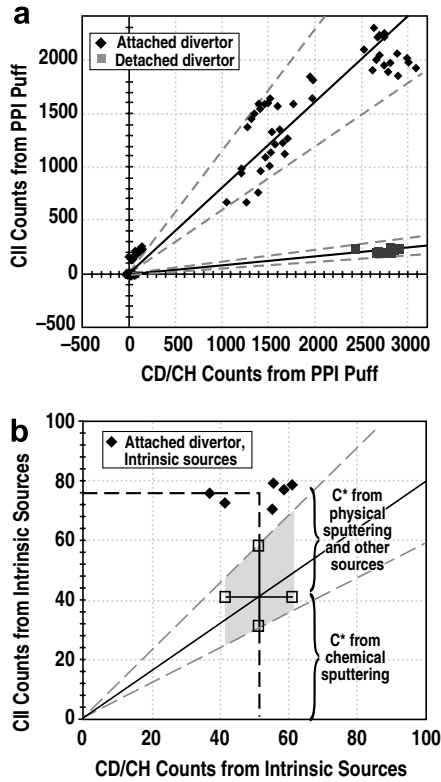 a
CII Counts from PPI Puff
2000
1500
1000
500
0
−500
Attached divertor
Detached divertor
−500 0 500 1000 1500 2000 2500 3000
CD/CH Counts from PPI Puff
b
CII Counts from Intrinsic Sources
100
80
60
40
20
0
Attached divertor,
Intrinsic sources
C* from
physical
sputtering
and other
sources
C* from
chemical
sputtering
0 20 40 60 80 100
CD/CH Counts from Intrinsic Sources